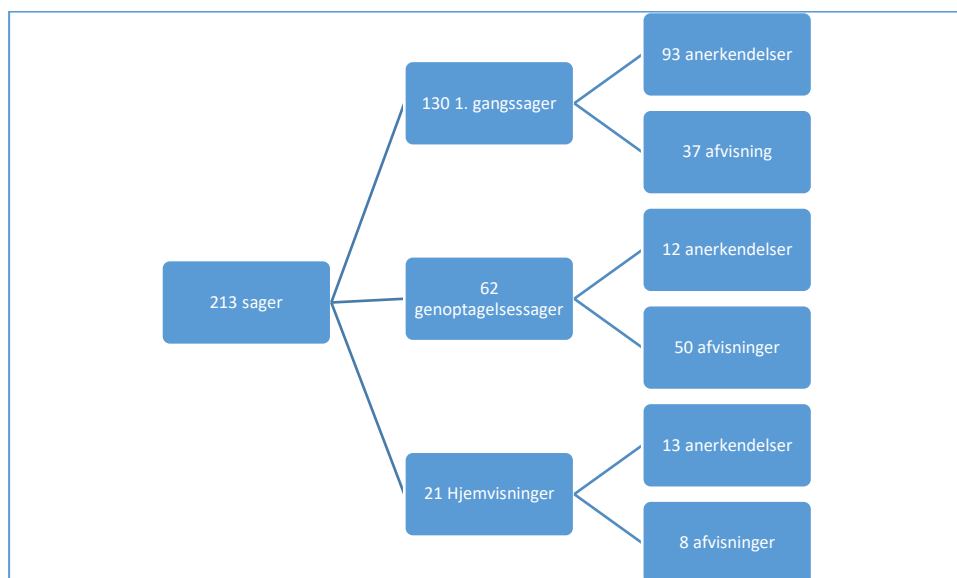 213 sager
130 1. gangssager
93 anerkendelser
37 afvisning
62
genoptagelsessager
12 anerkendelser
50 afvisninger
21 Hjemvisninger
13 anerkendelser
8 afvisninger